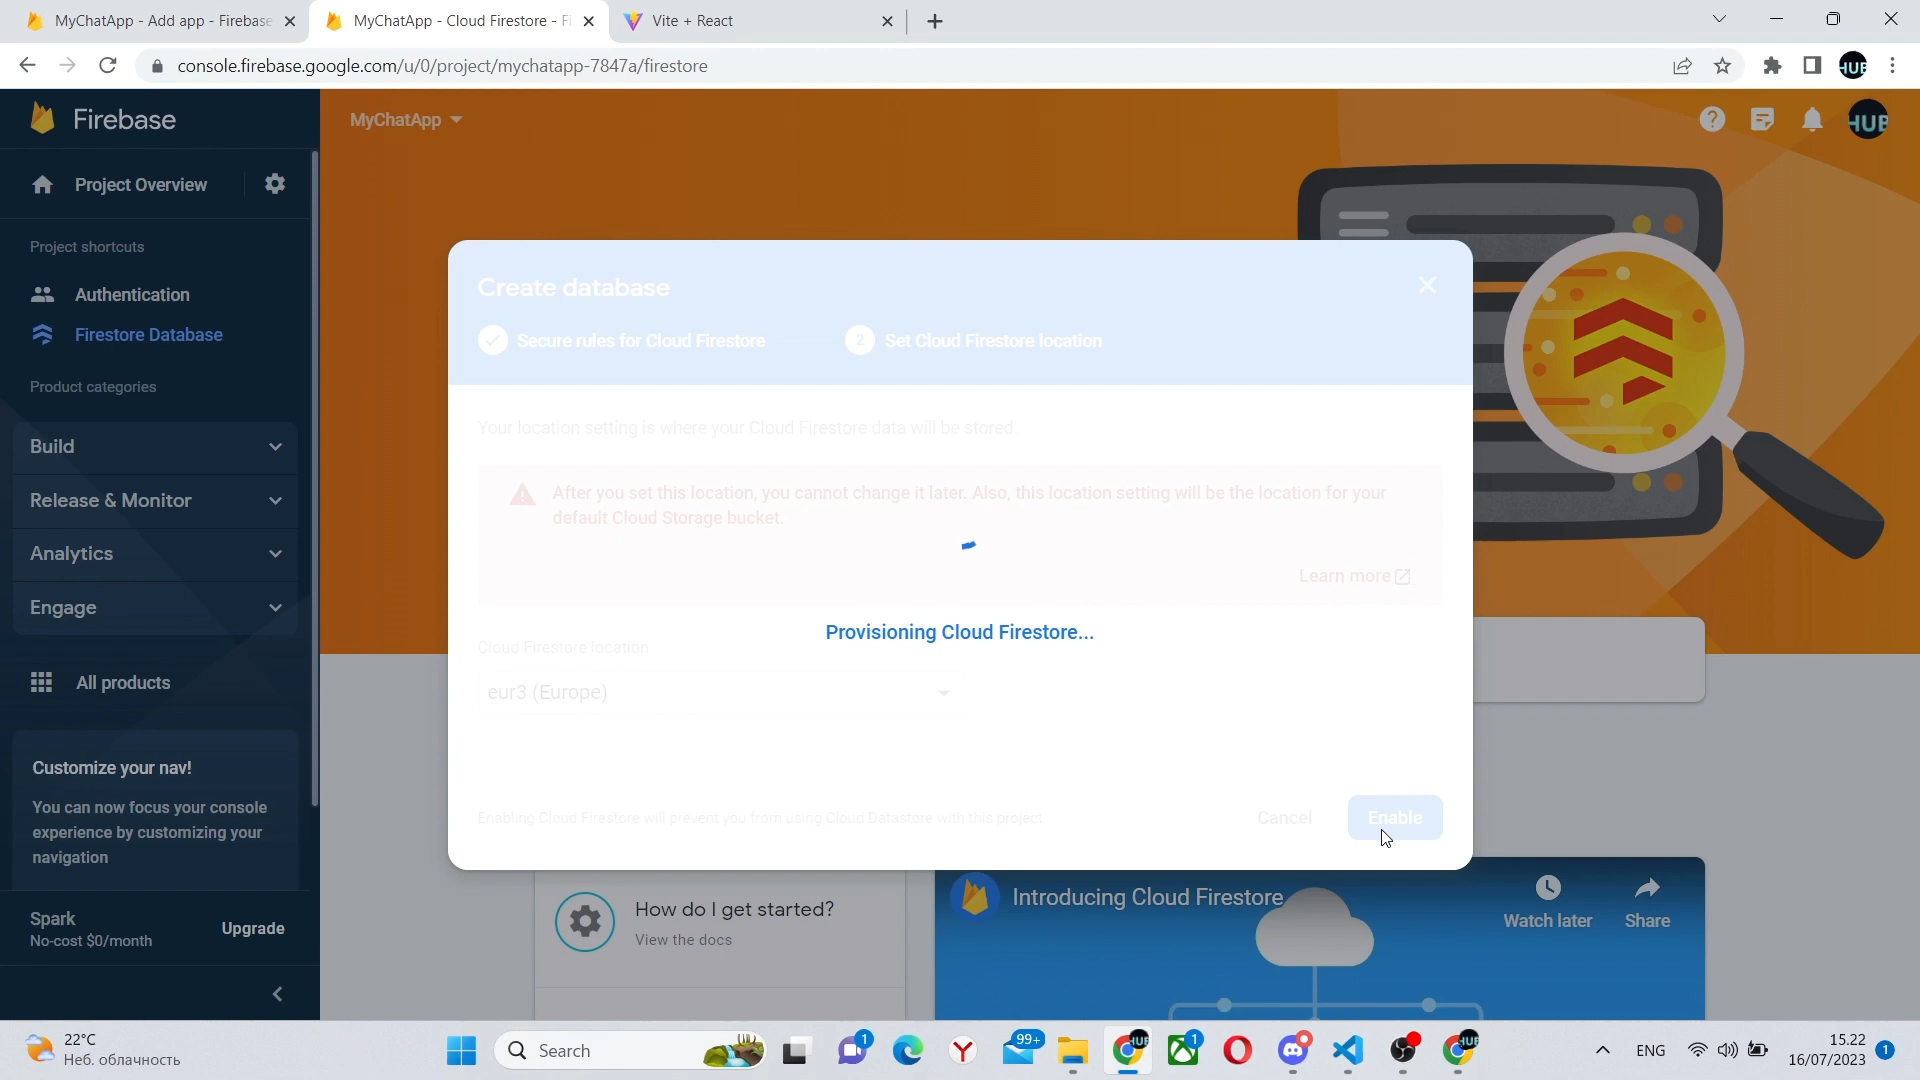 MyChatApp - Add app - Firebase
MyChatApp - Cloud Firestore - Fi
Vite + React
console.firebase.google.com/u/0/project/mychatapp-7847a/firestore
HUB
Firebase
MyChatApp
HUB
Project Overview
Project shortcuts
Authentication
Firestore Database
Product categories
Build
Release & Monitor
Analytics
Engage
All products
Customize your nav!
You can now focus your console
experience by customizing your
navigation
Spark
No-cost $0/month
Upgrade
Create database
Secure rules for Cloud Firestore
2
Set Cloud Firestore location
Your location setting is where your Cloud Firestore data will be stored.
After you set this location, you cannot change it later. Also, this location setting will be the location for your
default Cloud Storage bucket.
Learn more
Provisioning Cloud Firestore...
Cloud Firestore location
eur3 (Europe)
Enabling Cloud Firestore will prevent you from using Cloud Datastore with this project
Cancel
Enable
How do I get started?
View the docs
Introducing Cloud Firestore
Watch later
Share
22°C
Неб. облачность
Search
1
99+
HUB
1
HUB
ENG
15.22
16/07/2023
1